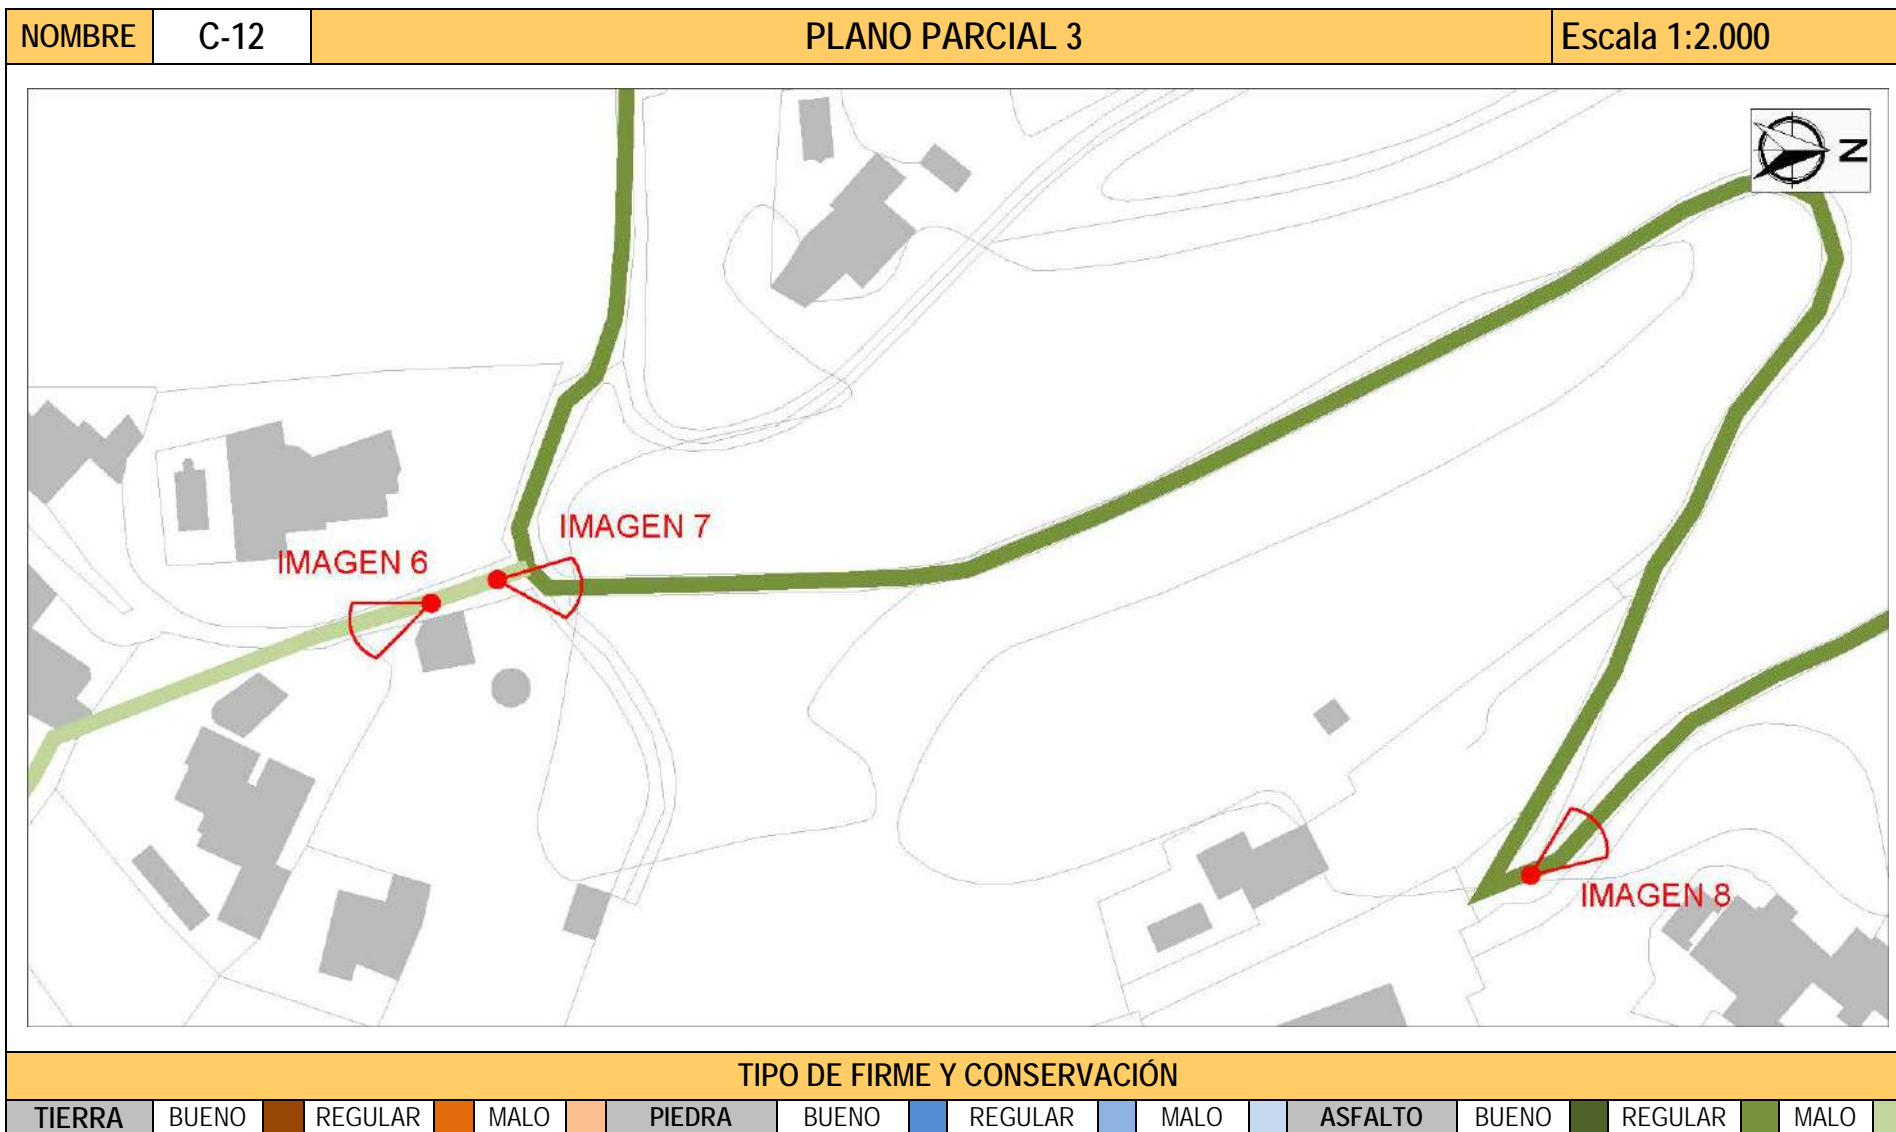 NOMBRE C-12 PLANO PARCIAL 3 Escala 1:2.000
N
IMAGEN 7
IMAGEN 6
IMAGEN 8
TIPO DE FIRME Y CONSERVACIÓN
TIERRA BUENO REGULAR MALO PIEDRA BUENO REGULAR MALO ASFALTO BUENO REGULAR MALO